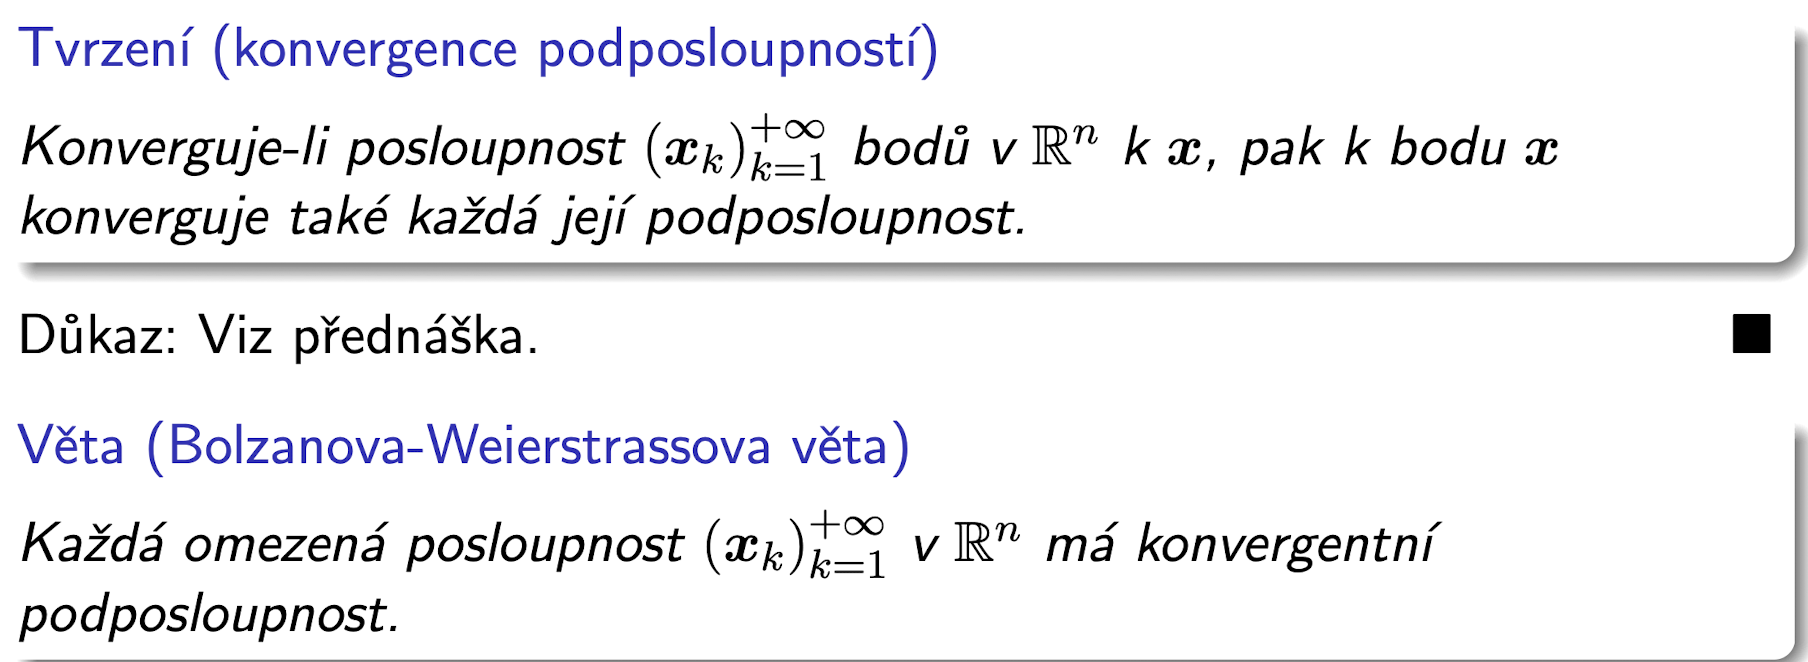 Tvrzení (konvergence podposloupností)
Konverguje-li posloupnost $(\boldsymbol{x}_k)_{k=1}^{+\infty}$ bodů v $\mathbb{R}^n$ k $\boldsymbol{x}$, pak k bodu $\boldsymbol{x}$
konverguje také každá její podposloupnost.
Důkaz: Viz přednáška. ■
Věta (Bolzanova-Weierstrassova věta)
Každá omezená posloupnost $(\boldsymbol{x}_k)_{k=1}^{+\infty}$ v $\mathbb{R}^n$ má konvergentní
podposloupnost.